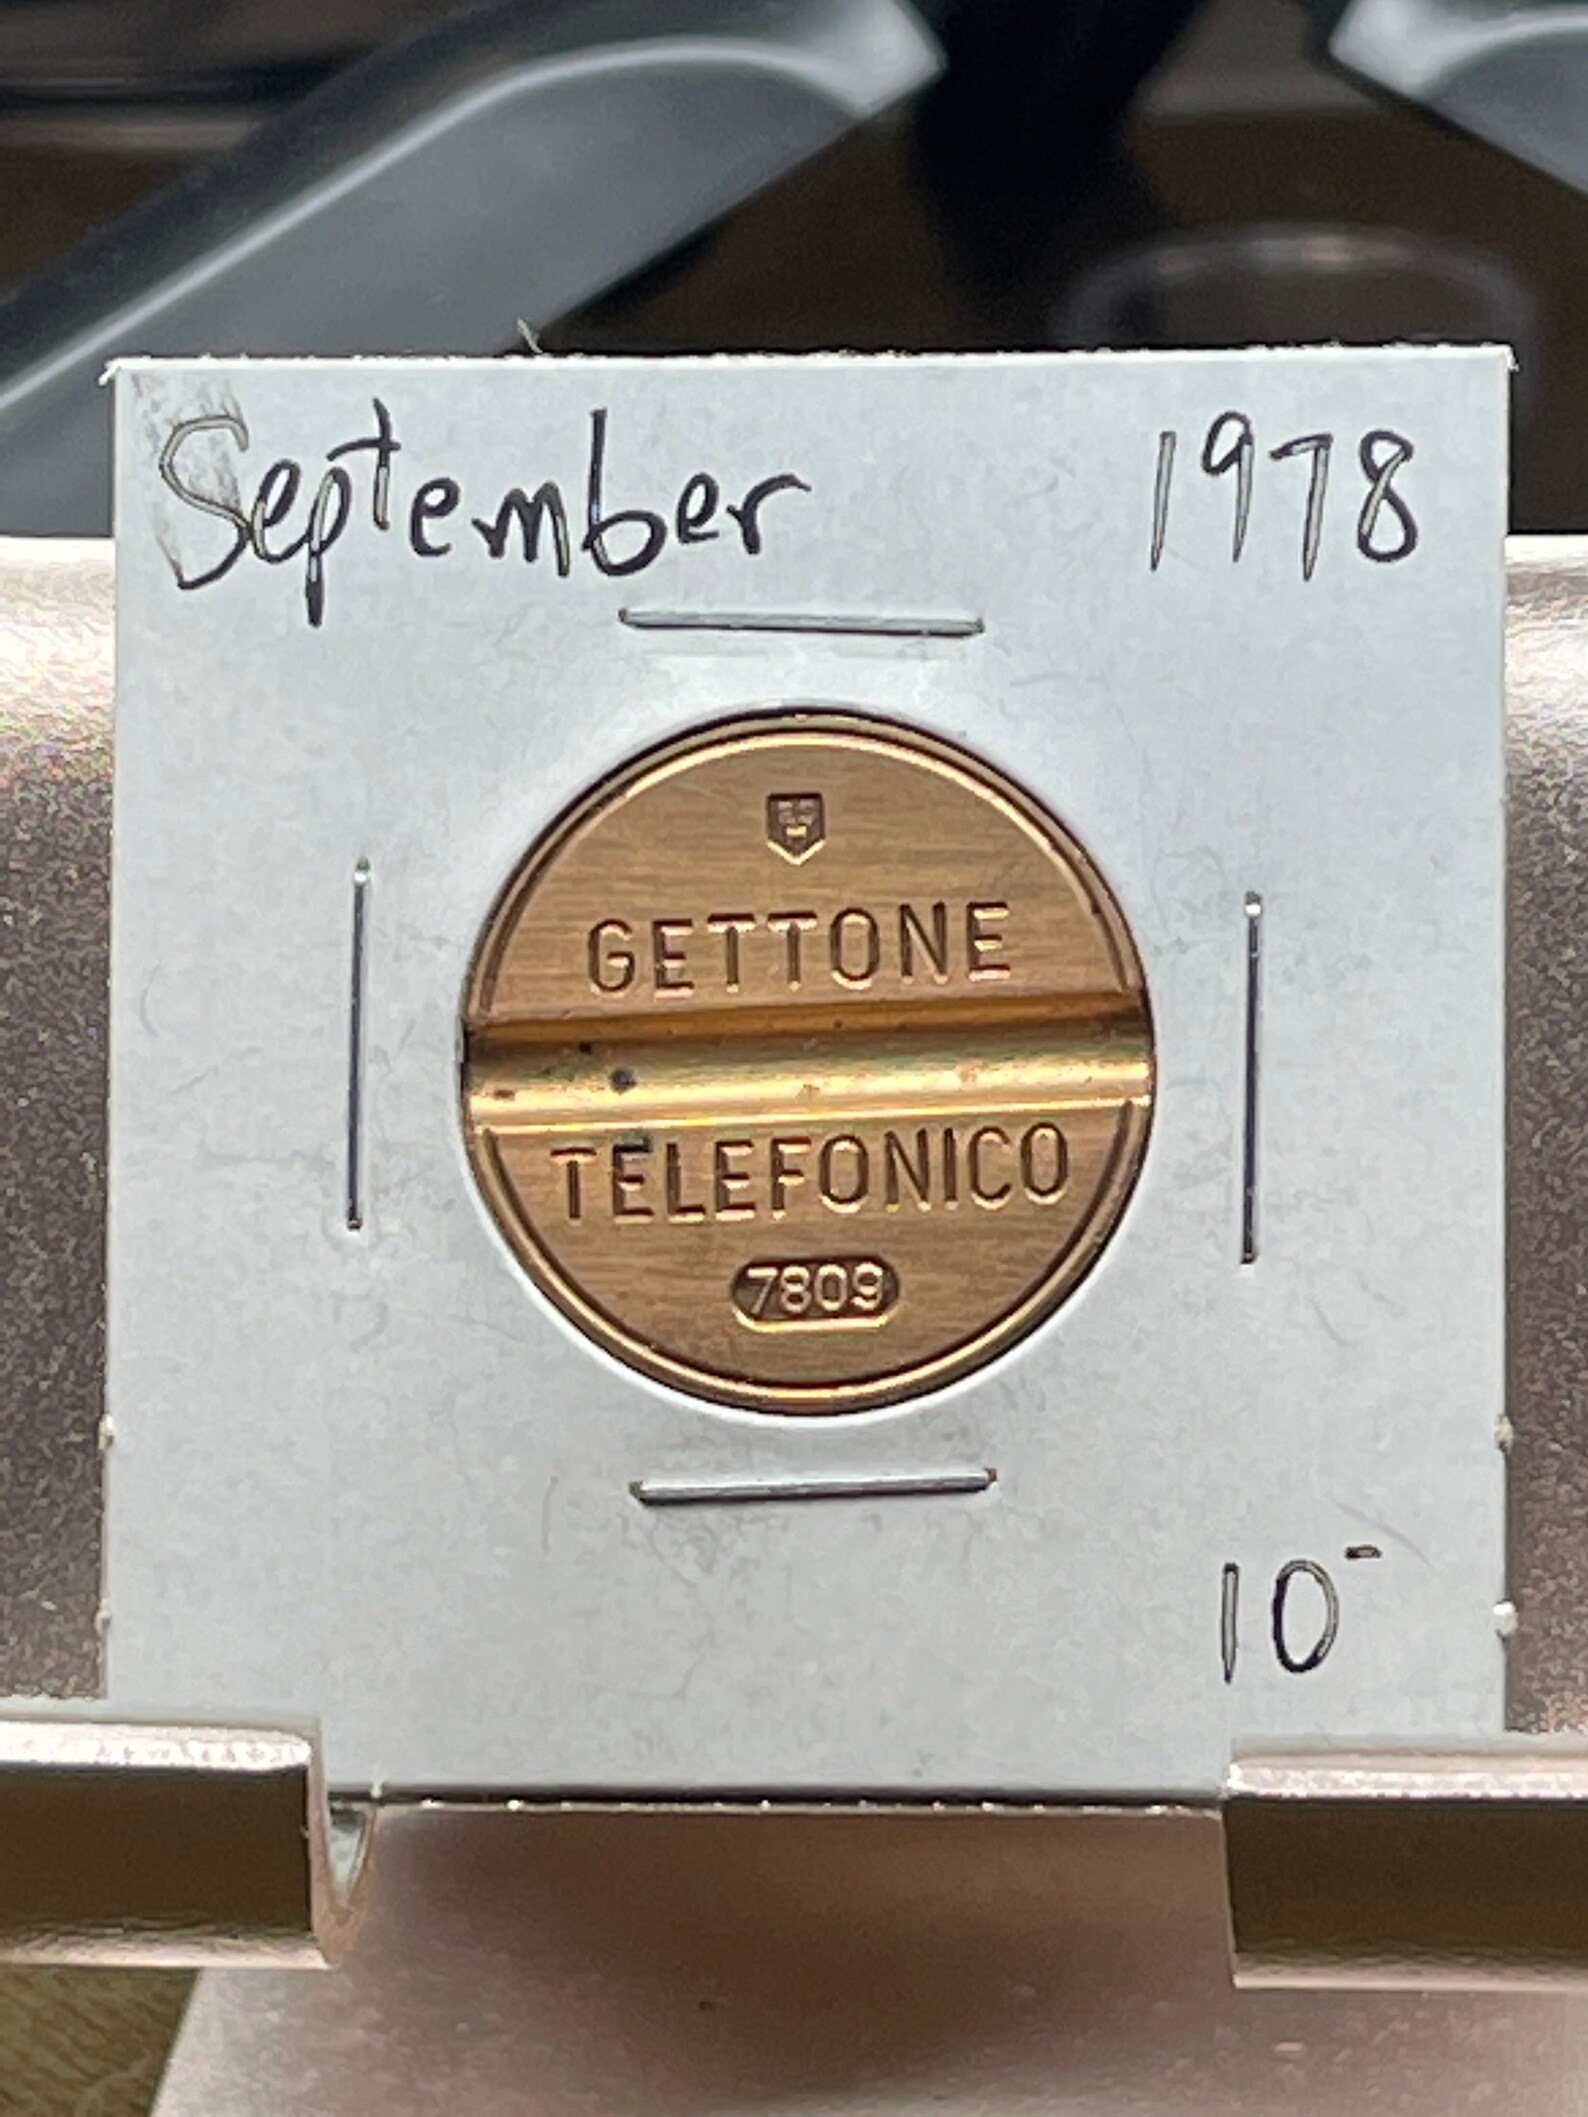 September 1978
GETTONE
TELEFONICO
7809
10-